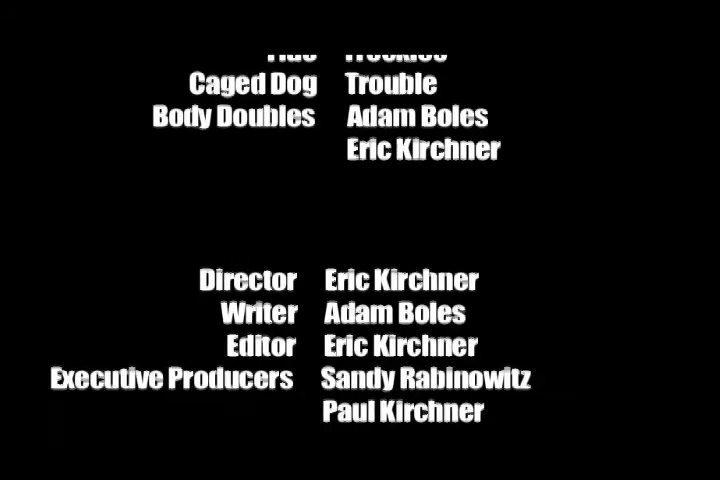 Caged Dog Trouble
Body Doubles Adam Boles
Eric Kirchner
Director Eric Kirchner
Writer Adam Boles
Editor Eric Kirchner
Executive Producers Sandy Rabinowitz
Paul Kirchner